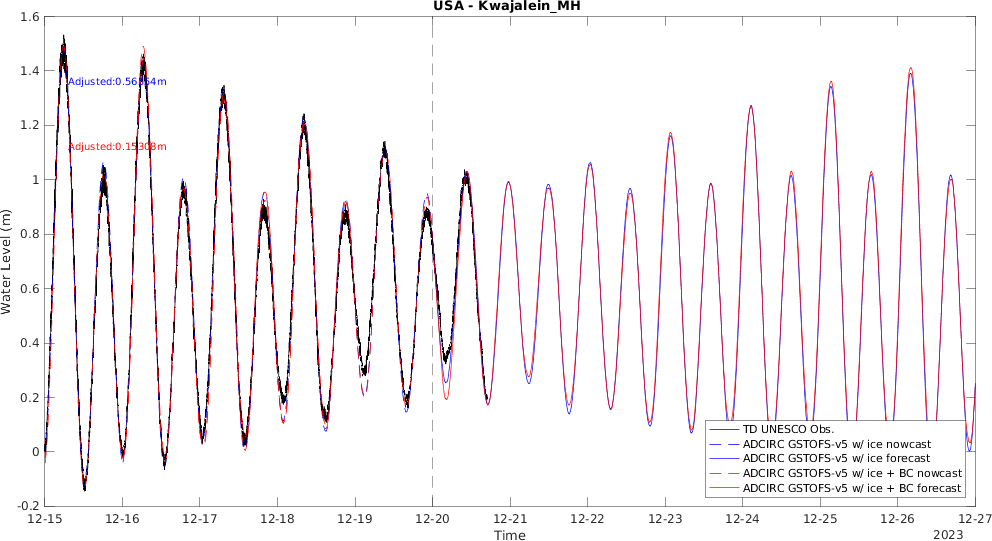 USA - Kwajalein_MH
1.6
1.4
1.2
1
0.8
0.6
0.4
0.2
0
-0.2
Water Level (m)
Adjusted:0.56364m
Adjusted:0.15308m
TD UNESCO Obs.
ADCIRC GSTOFS-v5 w/ ice nowcast
ADCIRC GSTOFS-v5 w/ ice forecast
ADCIRC GSTOFS-v5 w/ ice + BC nowcast
ADCIRC GSTOFS-v5 w/ ice + BC forecast
12-15 12-16 12-17 12-18 12-19 12-20 12-21 12-22 12-23 12-24 12-25 12-26 12-27
Time
2023